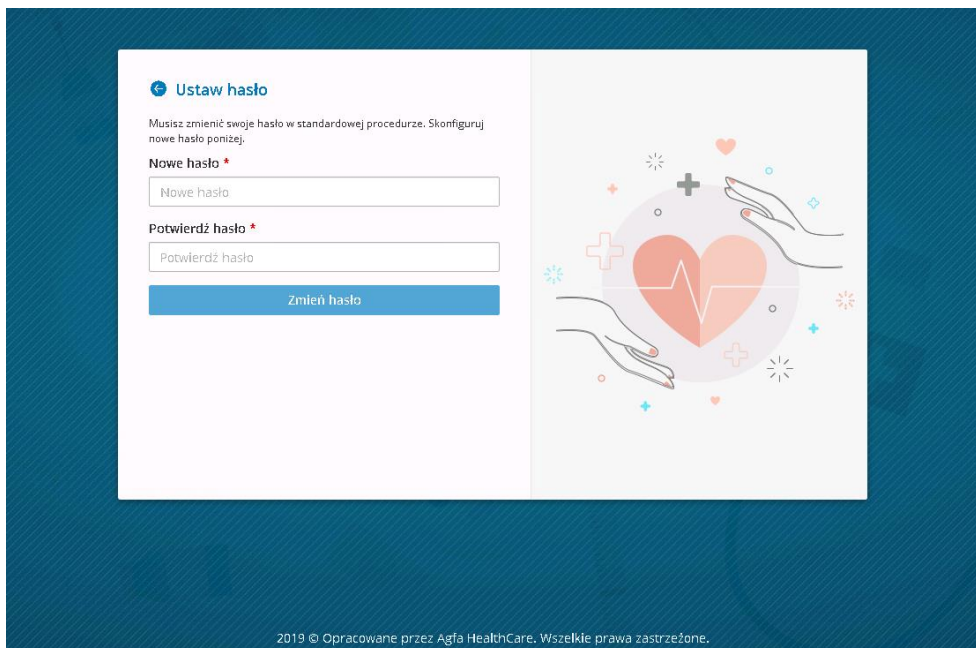 Ustaw hasło
Musisz zmienić swoje hasło w standardowej procedurze. Skonfiguruj
nowe hasło poniżej.
Nowe hasło *
Nowe hasło
Potwierdź hasło *
Potwierdź hasło
Zmień hasło
2019 © Opracowane przez Agfa HealthCare. Wszelkie prawa zastrzeżone.